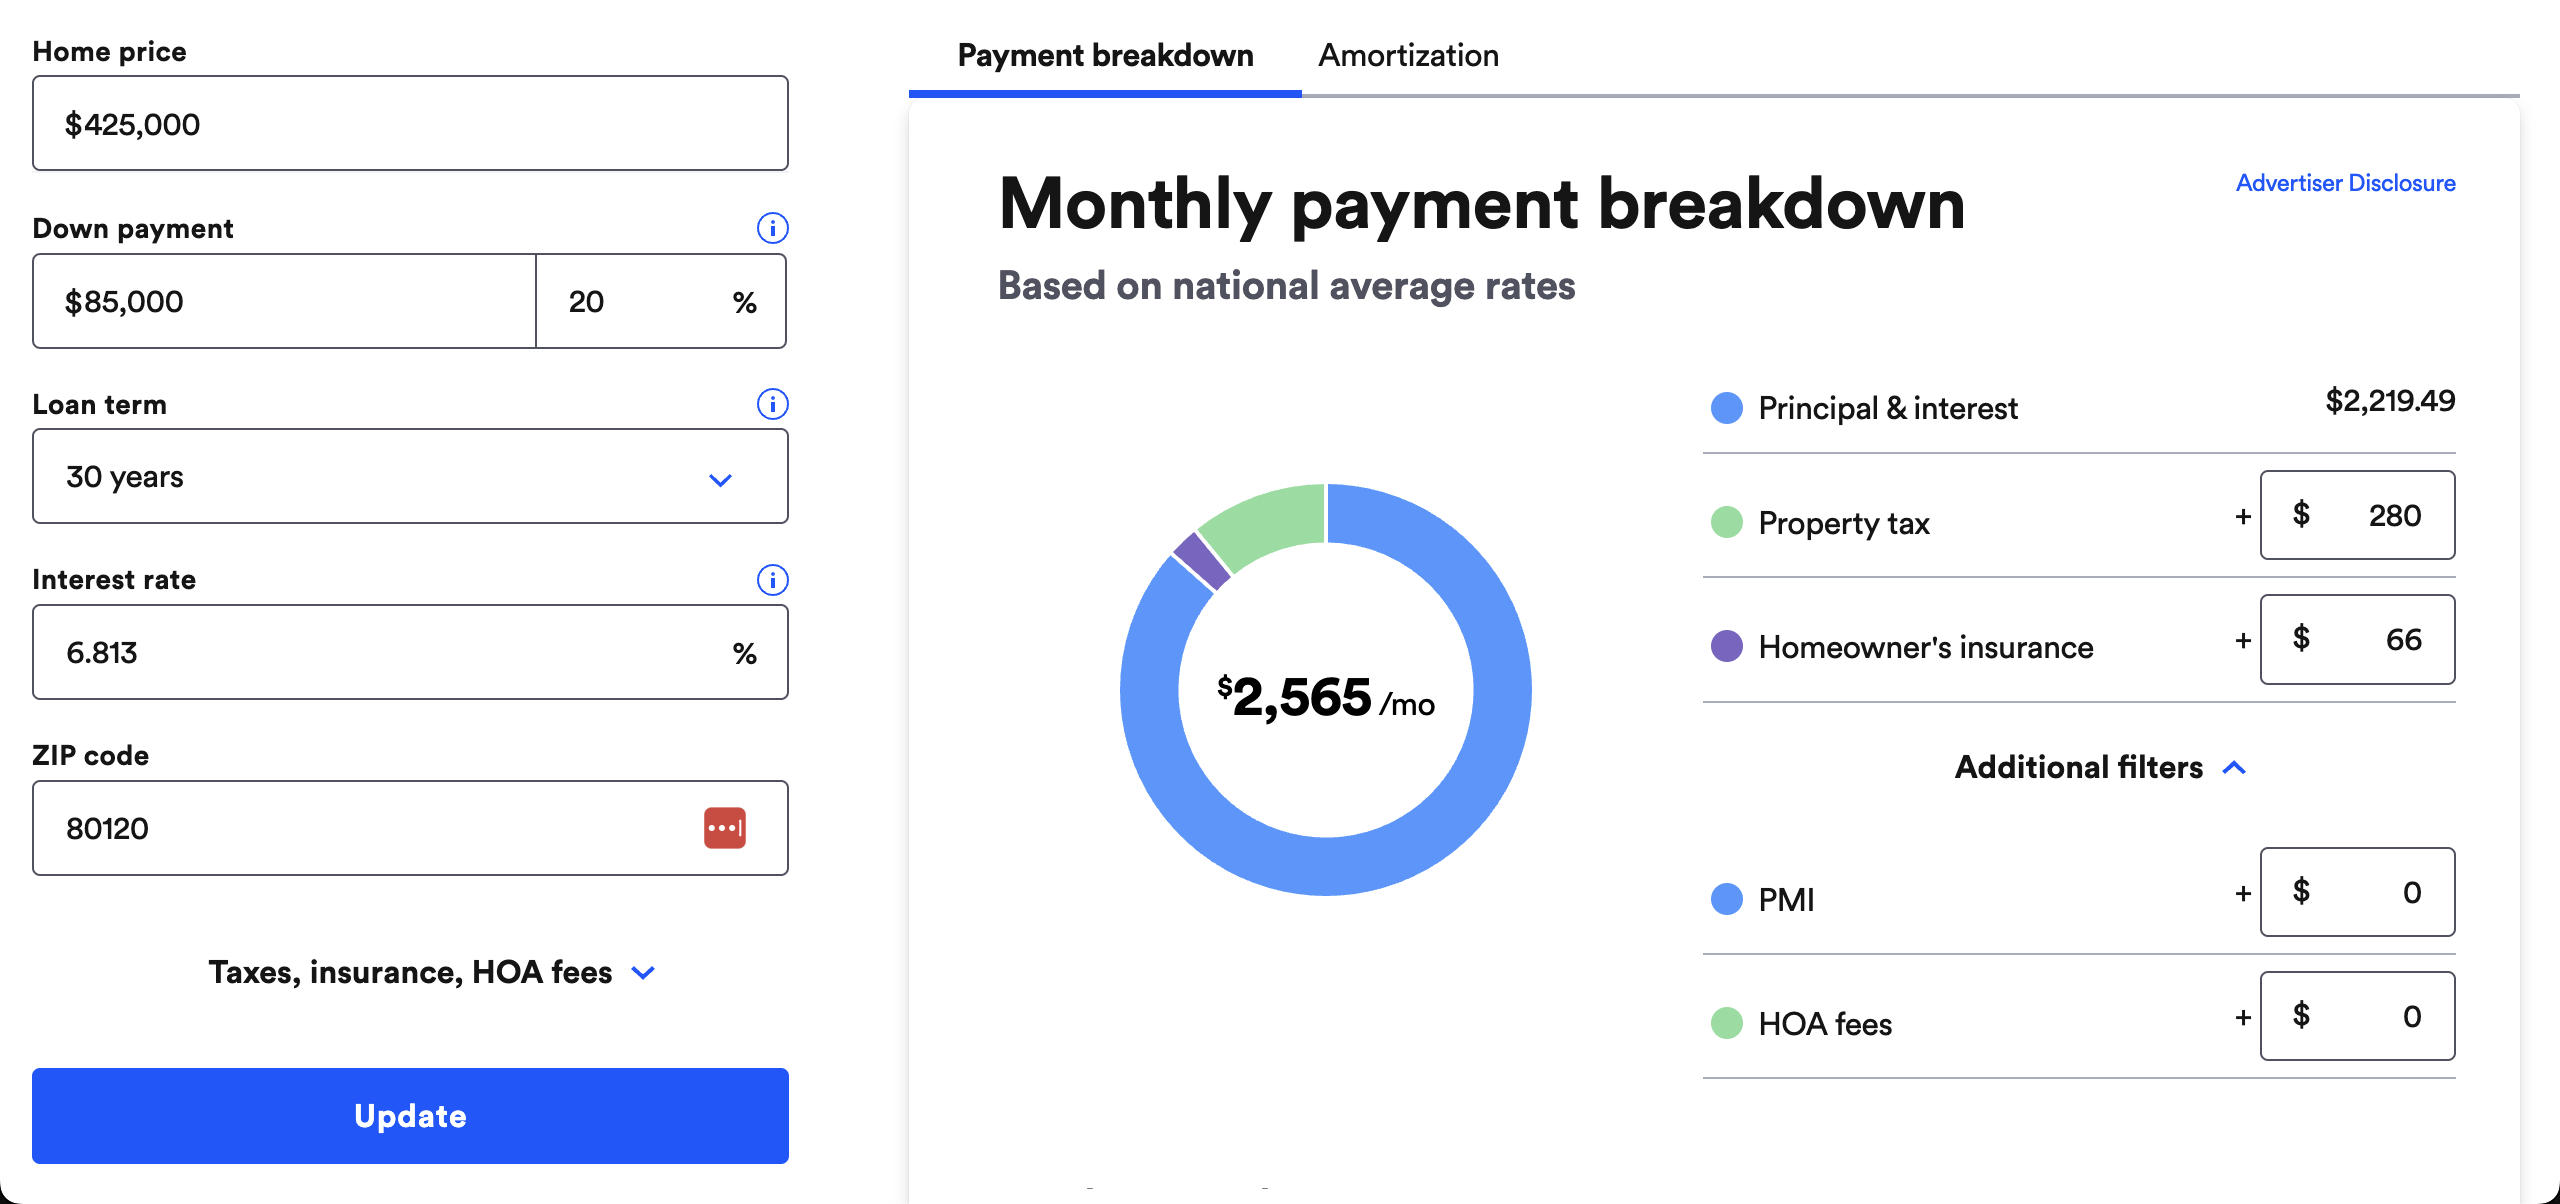 Home price
$425,000
Down payment
$85,000 20 %
Loan term
30 years
Interest rate
6.813 %
ZIP code
80120
Taxes, insurance, HOA fees
Update
Payment breakdown Amortization
Monthly payment breakdown
Advertiser Disclosure
Based on national average rates
$2,565 /mo
Principal & interest $2,219.49
Property tax + $ 280
Homeowner's insurance + $ 66
Additional filters
PMI + $ 0
HOA fees + $ 0